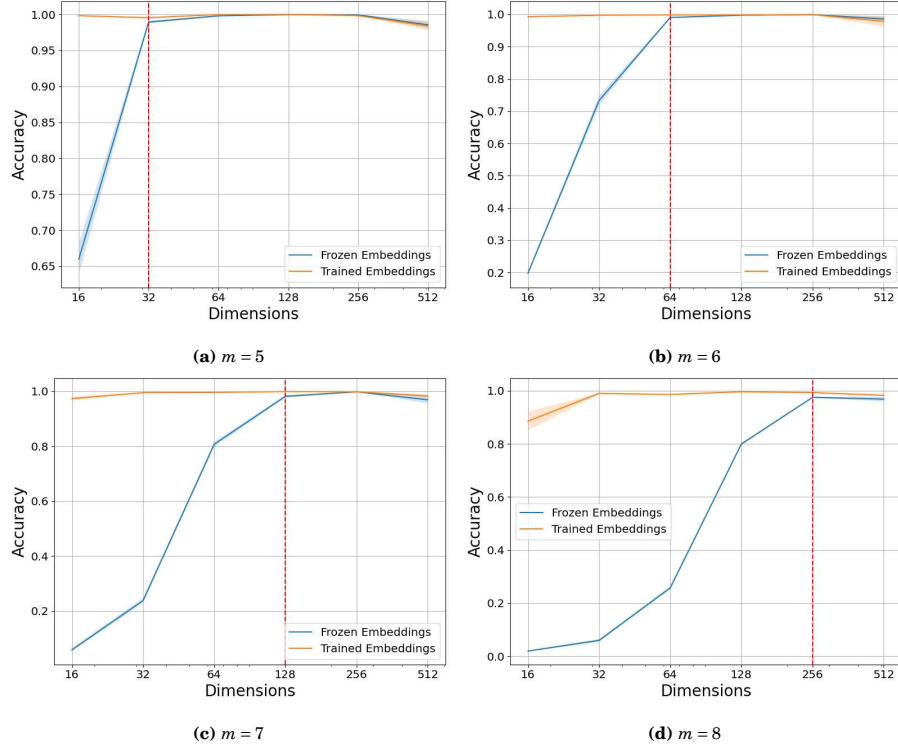 1.00
0.95
0.90
0.85
0.80
0.75
0.70
0.65
Accuracy
Frozen Embeddings
Trained Embeddings
16 32 64 128 256 512
Dimensions
(a) m = 5
1.0
0.9
0.8
0.7
0.6
0.5
0.4
0.3
0.2
Accuracy
Frozen Embeddings
Trained Embeddings
16 32 64 128 256 512
Dimensions
(b) m = 6
1.0
0.8
0.6
0.4
0.2
Accuracy
Frozen Embeddings
Trained Embeddings
16 32 64 128 256 512
Dimensions
(c) m = 7
1.0
0.8
0.6
0.4
0.2
0.0
Accuracy
Frozen Embeddings
Trained Embeddings
16 32 64 128 256 512
Dimensions
(d) m = 8